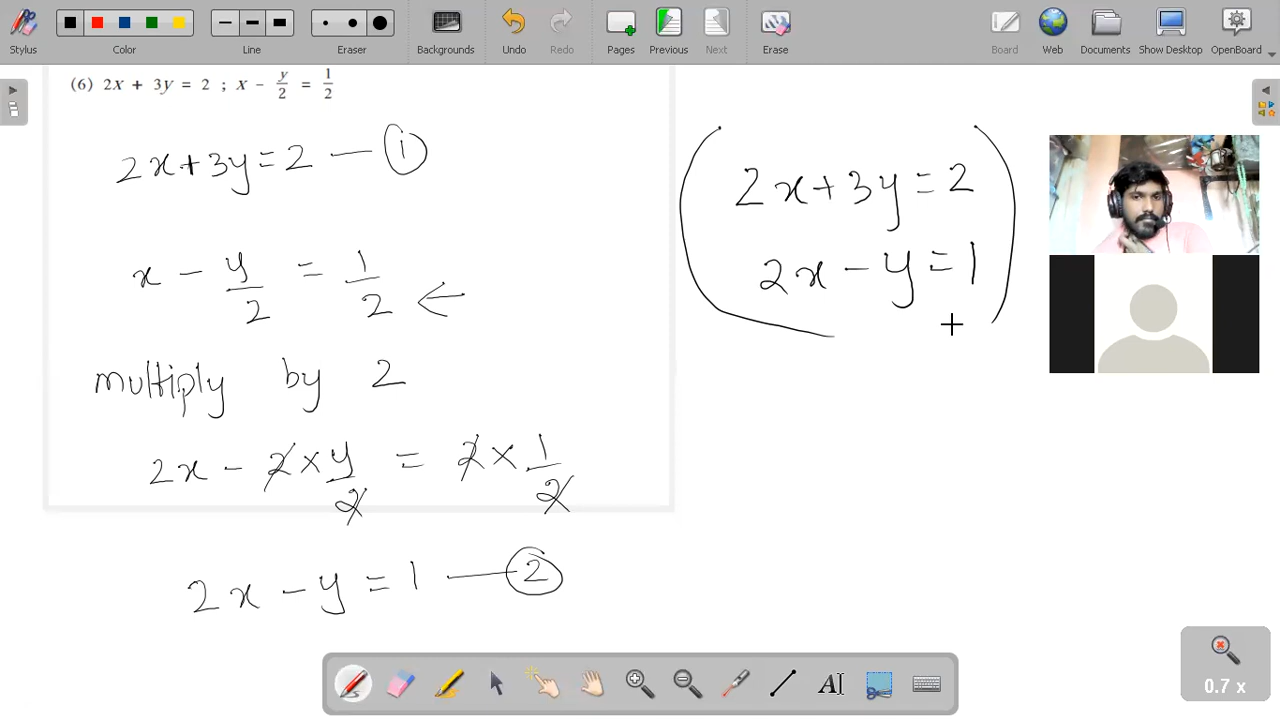 Stylus Color Line Eraser Backgrounds Undo Redo Pages Previous Next Erase Board Web Documents Show Desktop OpenBoard
(6) 2x + 3y = 2 ; x - y/2 = 1/2
2x+3y=2 — ①
x - y/2 = 1/2 ←
multiply by 2
2x - 2×y/2 = 2×1/2
2x - y = 1 — ②
2x+3y=2
2x - y=1
AI
0.7 x